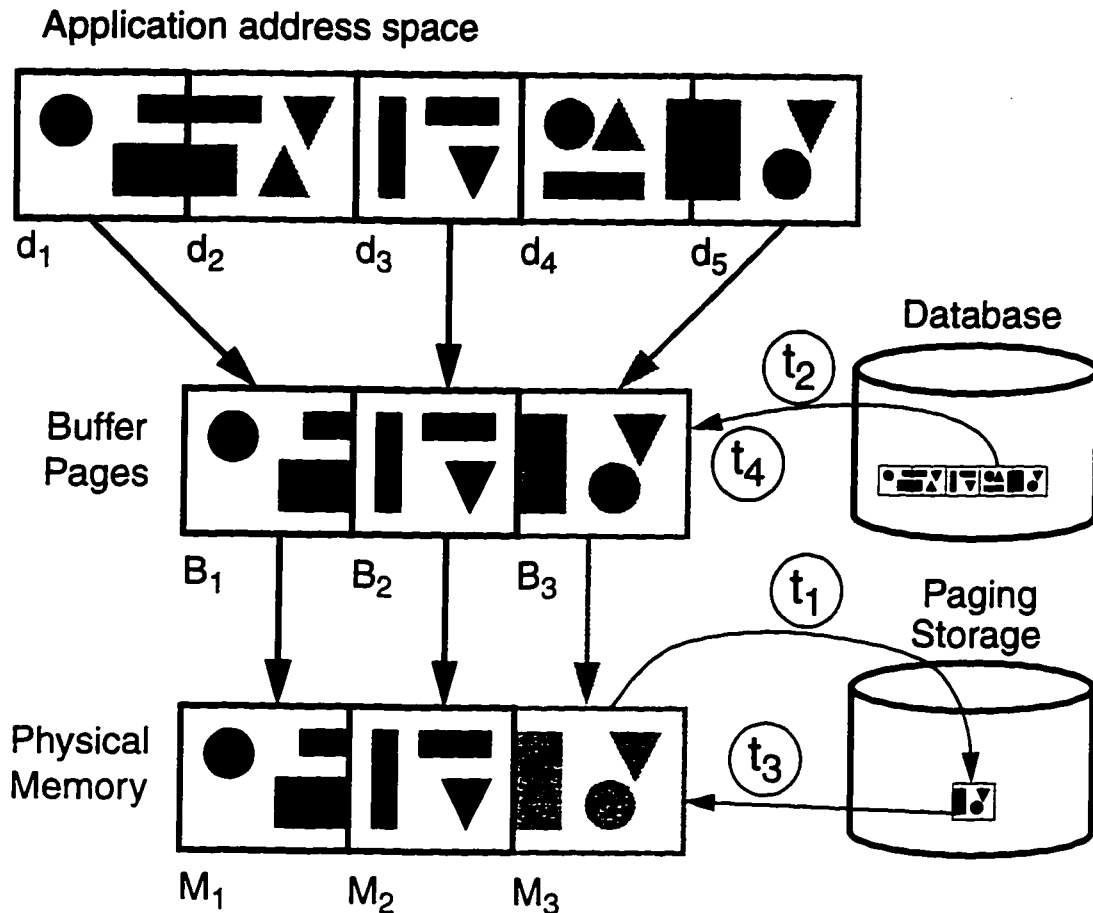 Application address space
d1 d2 d3 d4 d5
Database
t2
Buffer
Pages
t4
B1 B2 B3
t1
Paging
Storage
Physical
Memory
t3
M1 M2 M3